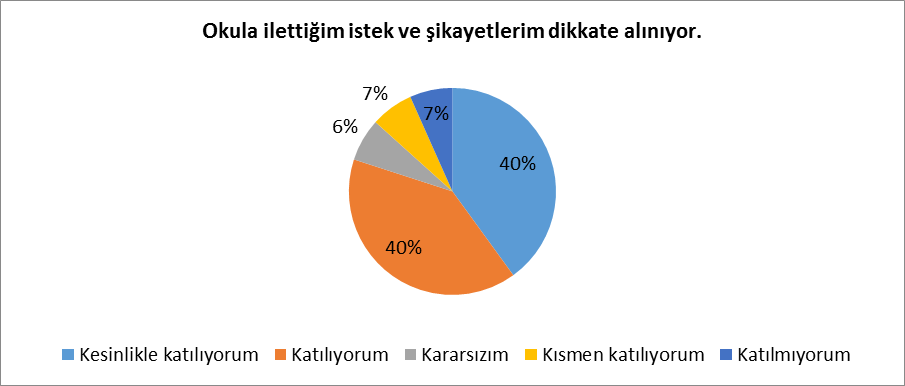 Okula ilettiğim istek ve şikayetlerim dikkate alınıyor.
7%
7%
6%
40%
40%
Kesinlikle katılıyorum Katılıyorum Kararsızım Kısmen katılıyorum Katılmıyorum